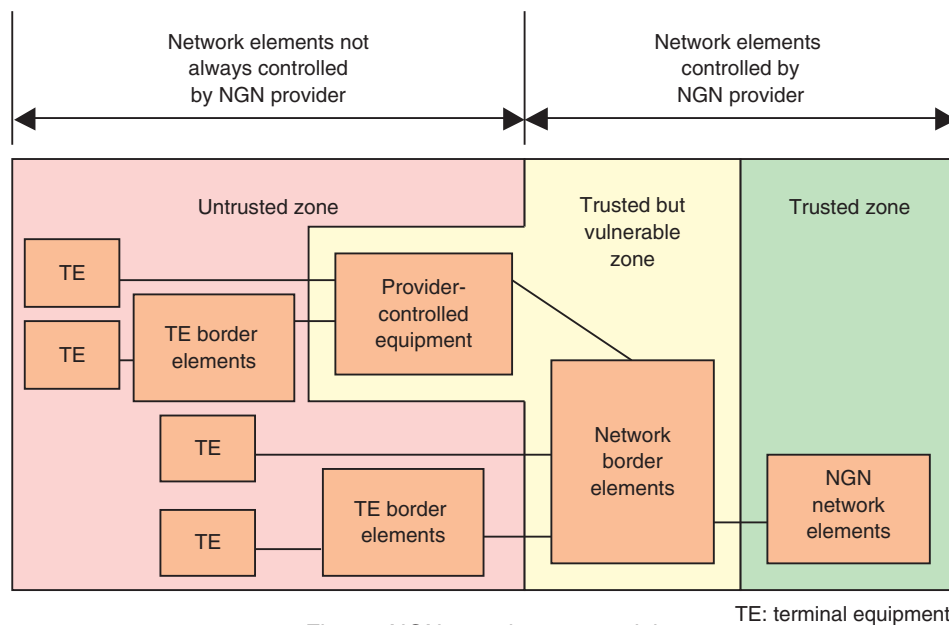 Network elements not
always controlled
by NGN provider
Network elements
controlled by
NGN provider
Untrusted zone
Trusted but
vulnerable
zone
Trusted zone
TE
Provider-
controlled
equipment
TE
TE border
elements
TE
Network
border
elements
TE
TE border
elements
NGN
network
elements
TE: terminal equipment